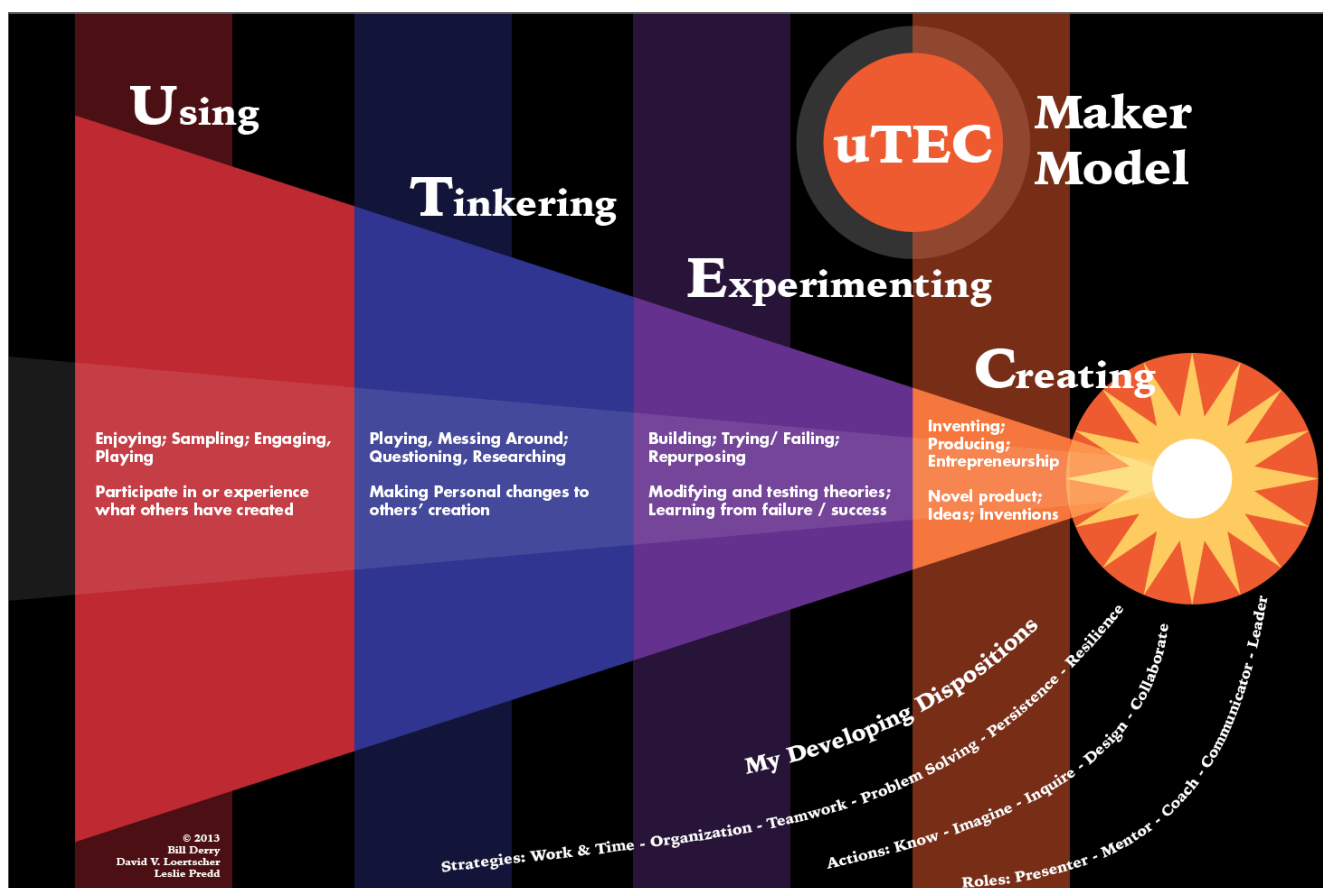 Using
Tinkering
Experimenting
Creating
uTEC
Maker
Model
Enjoying; Sampling; Engaging,
Playing
Participate in or experience
what others have created
Playing, Messing Around;
Questioning, Researching
Making Personal changes to
others’ creation
Building; Trying/ Failing;
Repurposing
Modifying and testing theories;
Learning from failure / success
Inventing;
Producing;
Entrepreneurship
Novel product;
Ideas; Inventions
My Developing Dispositions
Strategies: Work & Time - Organization - Teamwork - Problem Solving - Persistence - Resilience
Actions: Know - Imagine - Inquire - Design - Collaborate
Roles: Presenter - Mentor - Coach - Communicator - Leader
© 2013
Bill Derry
David V. Loertscher
Leslie Predd